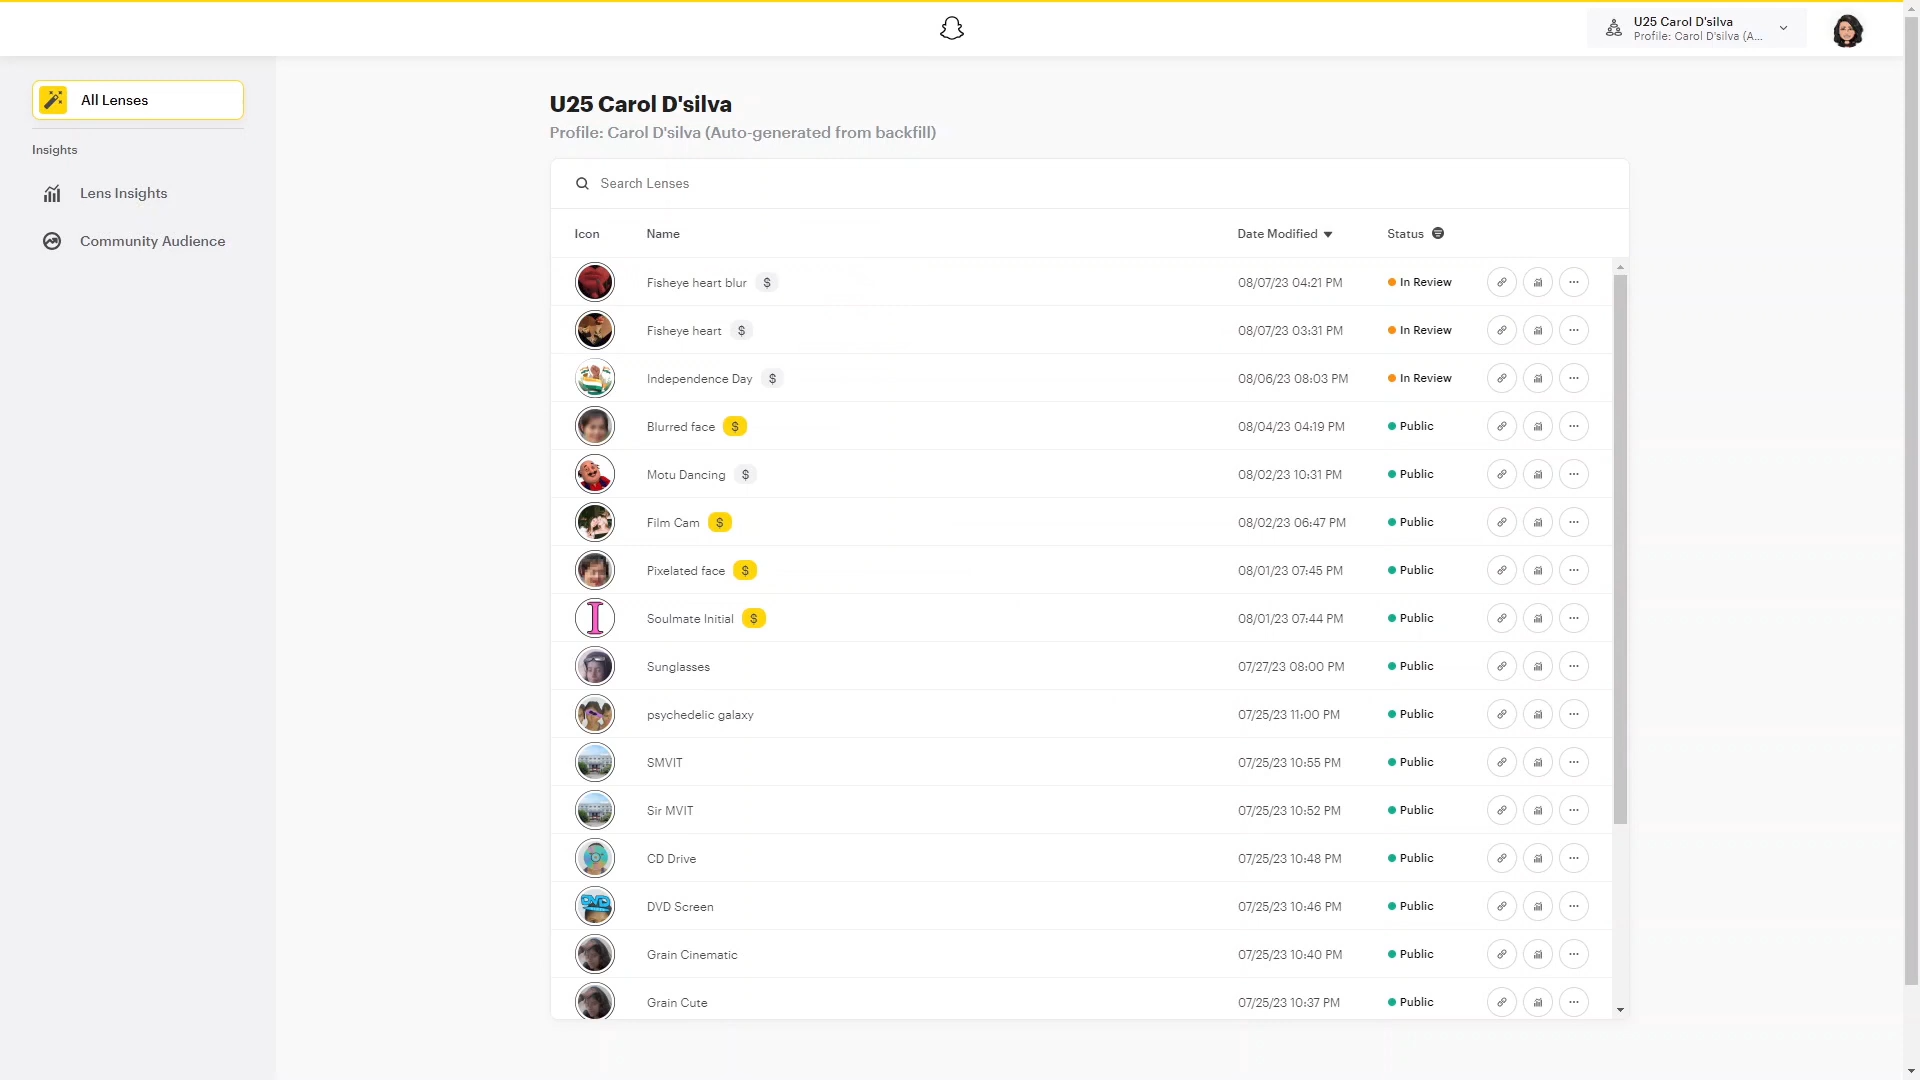 U25 Carol D'silva
Profile: Carol D'silva (A...
All Lenses
Insights
Lens Insights
Community Audience
U25 Carol D'silva
Profile: Carol D'silva (Auto-generated from backfill)
Search Lenses
Icon Name Date Modified Status
Fisheye heart blur $ 08/07/23 04:21 PM In Review
Fisheye heart $ 08/07/23 03:31 PM In Review
Independence Day $ 08/06/23 08:03 PM In Review
Blurred face $ 08/04/23 04:19 PM Public
Motu Dancing $ 08/02/23 10:31 PM Public
Film Cam $ 08/02/23 06:47 PM Public
Pixelated face $ 08/01/23 07:45 PM Public
I Soulmate Initial $ 08/01/23 07:44 PM Public
Sunglasses 07/27/23 08:00 PM Public
psychedelic galaxy 07/25/23 11:00 PM Public
SMVIT 07/25/23 10:55 PM Public
Sir MVIT 07/25/23 10:52 PM Public
CD Drive 07/25/23 10:48 PM Public
DVD DVD Screen 07/25/23 10:46 PM Public
Grain Cinematic 07/25/23 10:40 PM Public
Grain Cute 07/25/23 10:37 PM Public